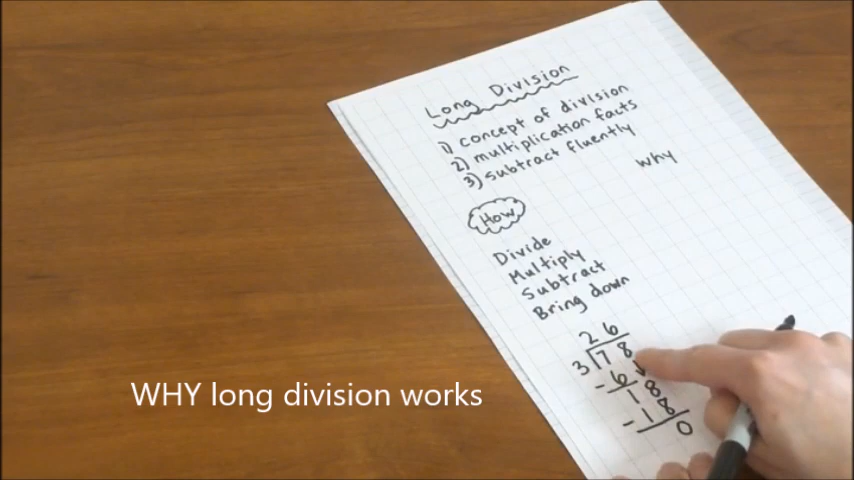 Long Division
1) concept of division
2) multiplication facts
3) subtract fluently
why
How
Divide
Multiply
Subtract
Bring down
26
3 78
- 6
18
- 18
0
WHY long division works